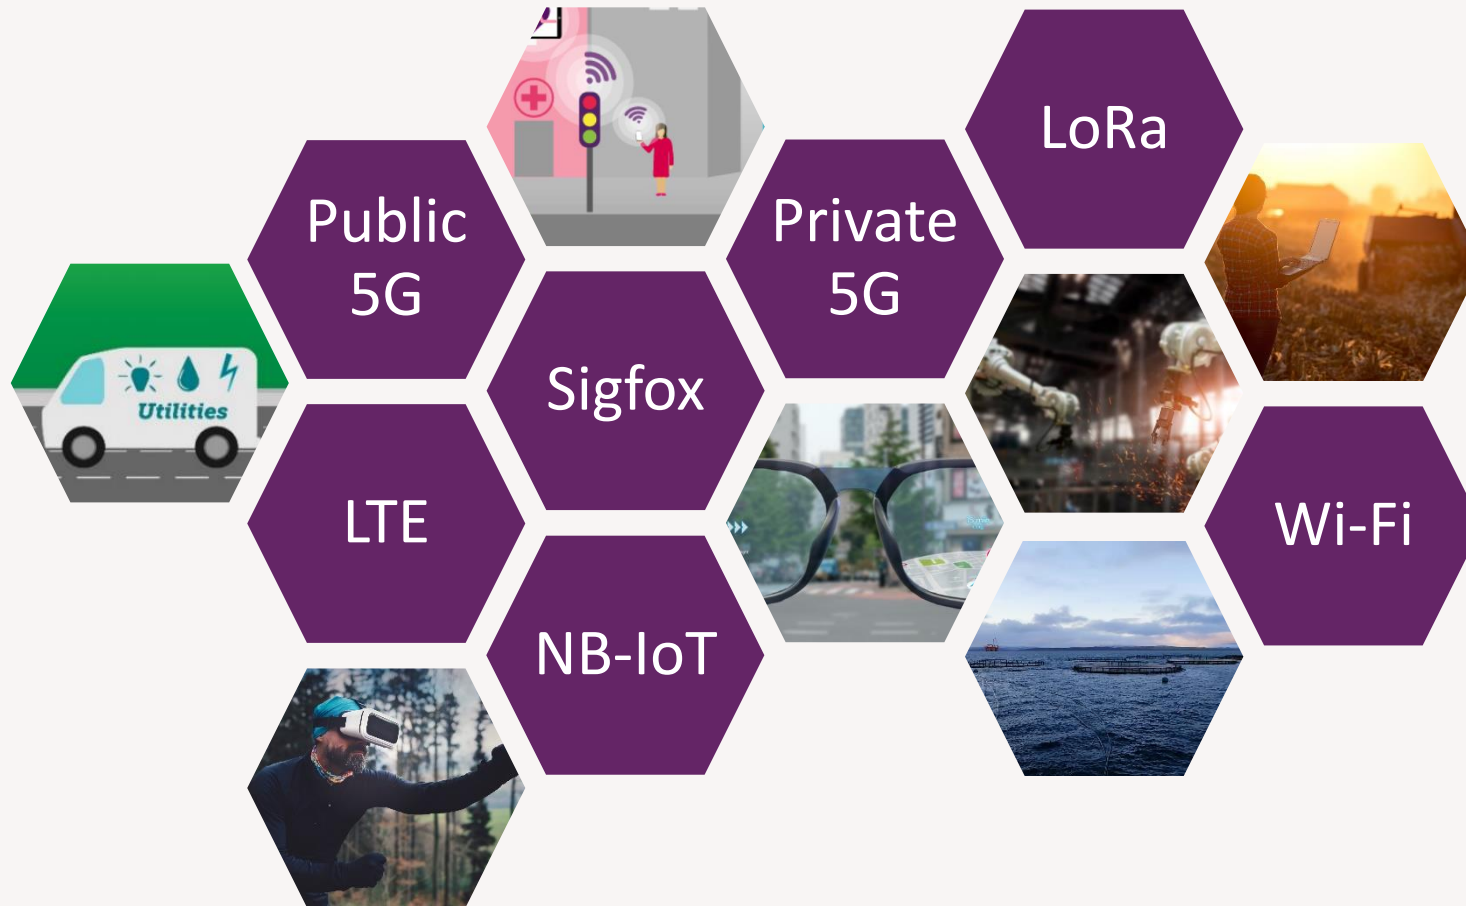 LoRa
Public
5G
Private
5G
Utilities
Sigfox
LTE
Wi-Fi
NB-IoT